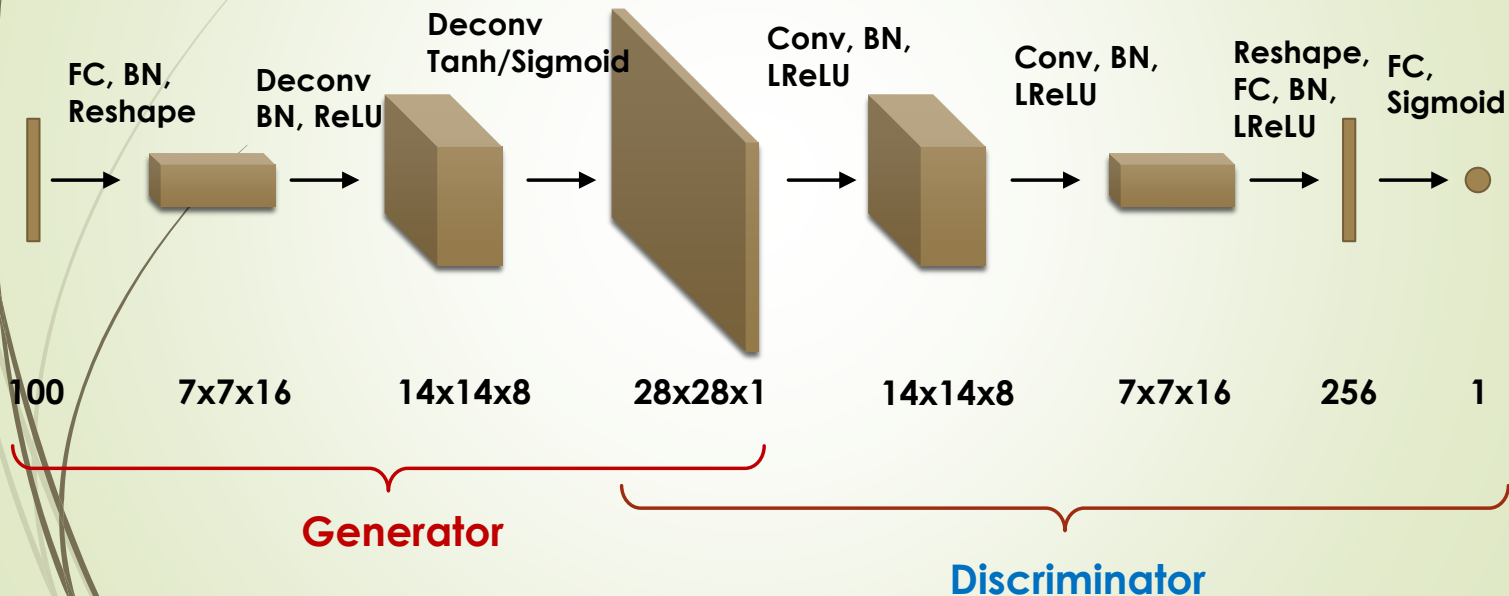 FC, BN,
Reshape
Deconv
BN, ReLU
Deconv
Tanh/Sigmoid
Conv, BN,
LReLU
Conv, BN,
LReLU
Reshape,
FC, BN,
LReLU
FC,
Sigmoid
100
7x7x16
14x14x8
28x28x1
14x14x8
7x7x16
256
1
Generator
Discriminator